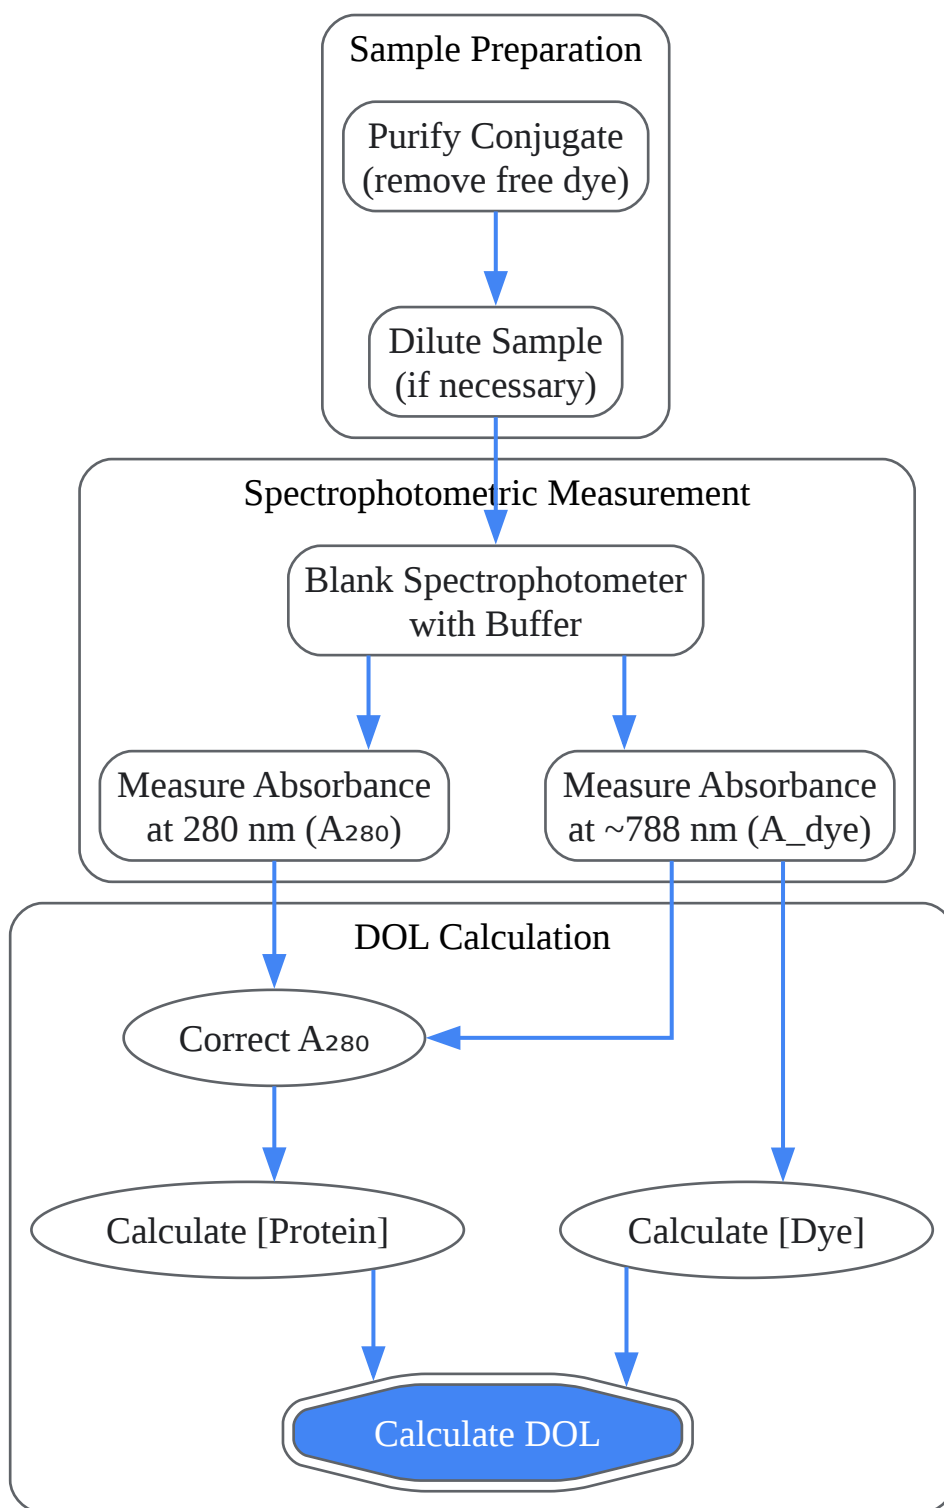 Sample Preparation
Purify Conjugate
(remove free dye)
Dilute Sample
(if necessary)
Spectrophotometric Measurement
Blank Spectrophotometer
with Buffer
Measure Absorbance
at 280 nm (A₂₈₀)
Measure Absorbance
at ~788 nm (A_dye)
DOL Calculation
Correct A₂₈₀
Calculate [Protein]
Calculate [Dye]
Calculate DOL